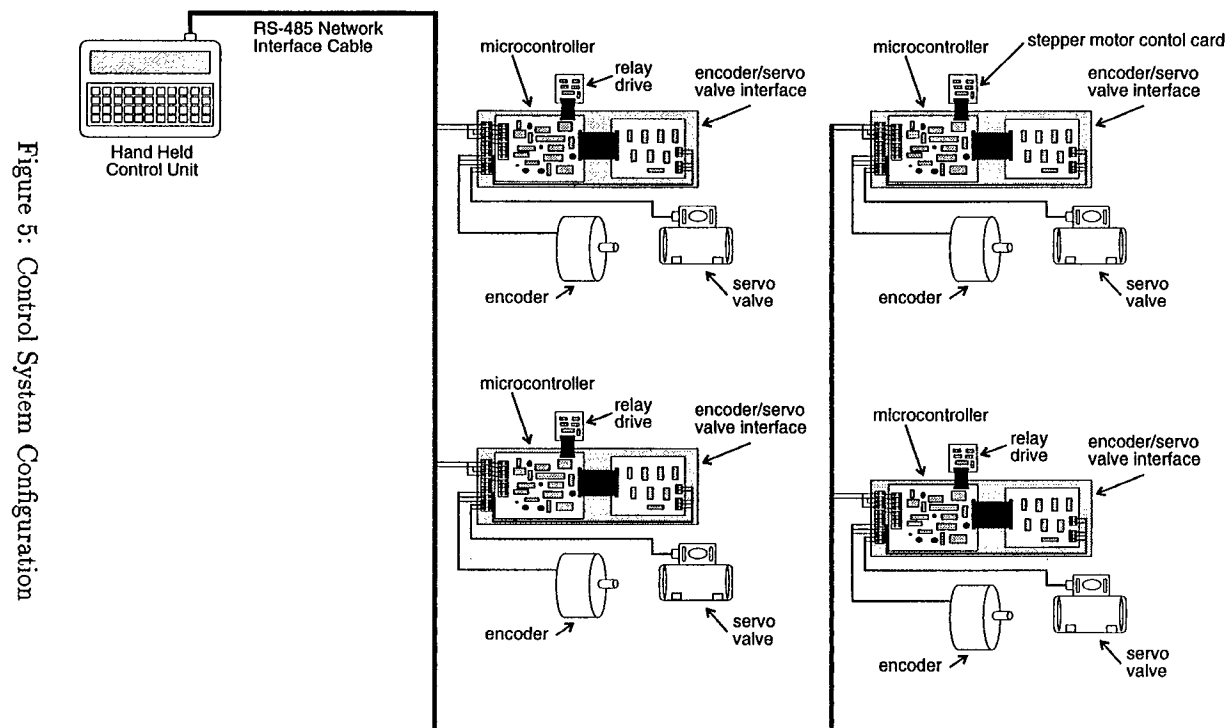 RS-485 Network
Interface Cable
Hand Held
Control Unit
microcontroller
relay
drive
encoder/servo
valve interface
encoder
servo
valve
microcontroller
stepper motor contol card
encoder/servo
valve interface
encoder
servo
valve
microcontroller
relay
drive
encoder/servo
valve interface
encoder
servo
valve
microcontroller
relay
drive
encoder/servo
valve interface
encoder
servo
valve
Figure 5: Control System Configuration